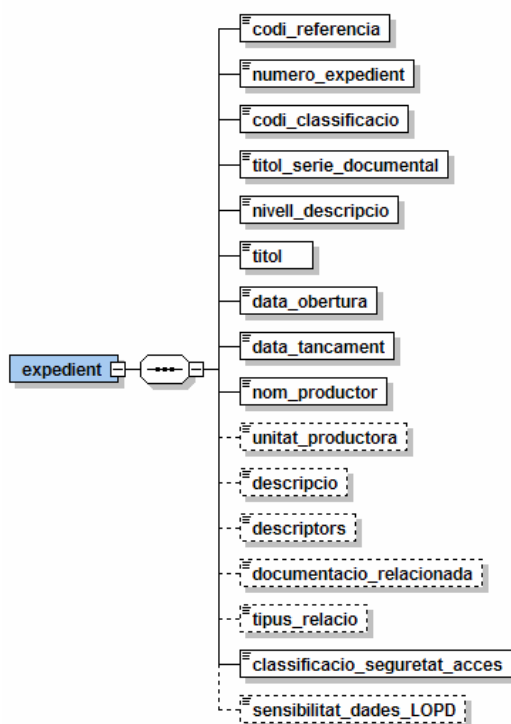 codi_referencia
numero_expedient
codi_classificacio
titol_serie_documental
nivell_descripcio
titol
data_obertura
data_tancament
expedient
nom_productor
unitat_productora
descripcio
descriptors
documentacio_relacionada
tipus_relacio
classificacio_seguretat_acces
sensibilitat_dades_LOPD